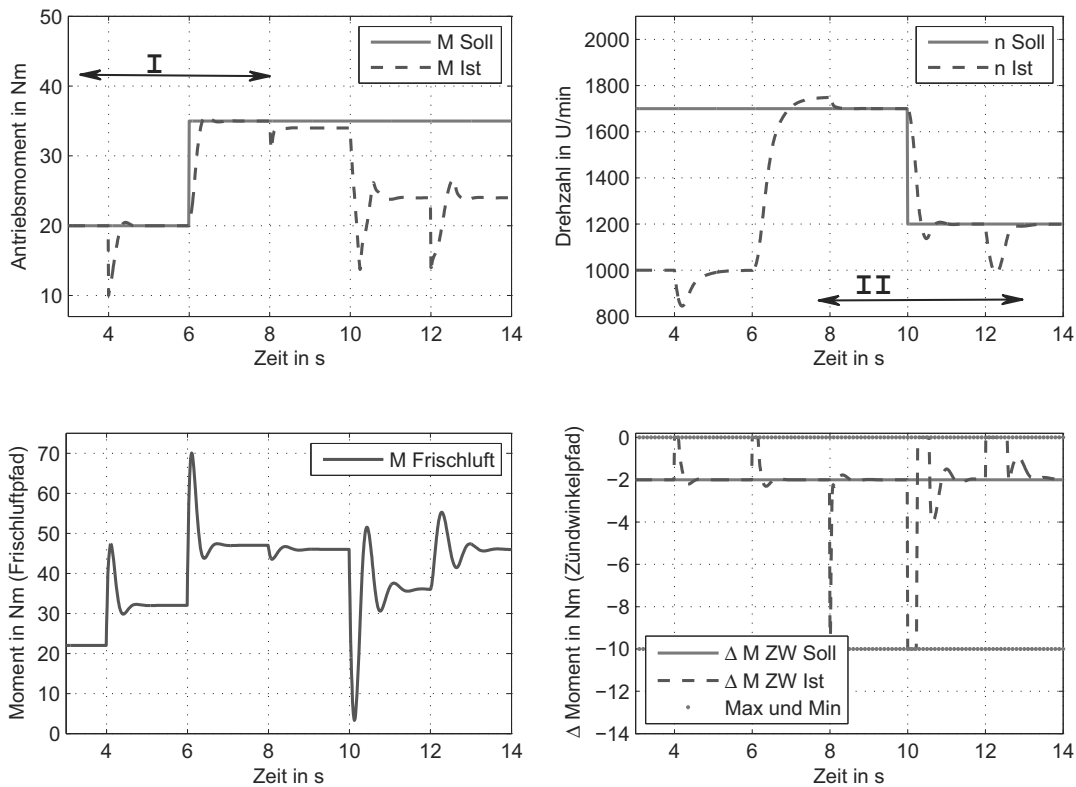 50
40
30
20
10
4
6
8
10
12
14
Antriebsmoment in Nm
Zeit in s
I
M Soll
M Ist
2000
1800
1600
1400
1200
1000
800
4
6
8
10
12
14
Drehzahl in U/min
Zeit in s
II
n Soll
n Ist
70
60
50
40
30
20
10
0
4
6
8
10
12
14
Moment in Nm (Frischluftpfad)
Zeit in s
M Frischluft
0
−2
−4
−6
−8
−10
−12
−14
4
6
8
10
12
14
Δ Moment in Nm (Zündwinkelpfad)
Zeit in s
Δ M ZW Soll
Δ M ZW Ist
Max und Min